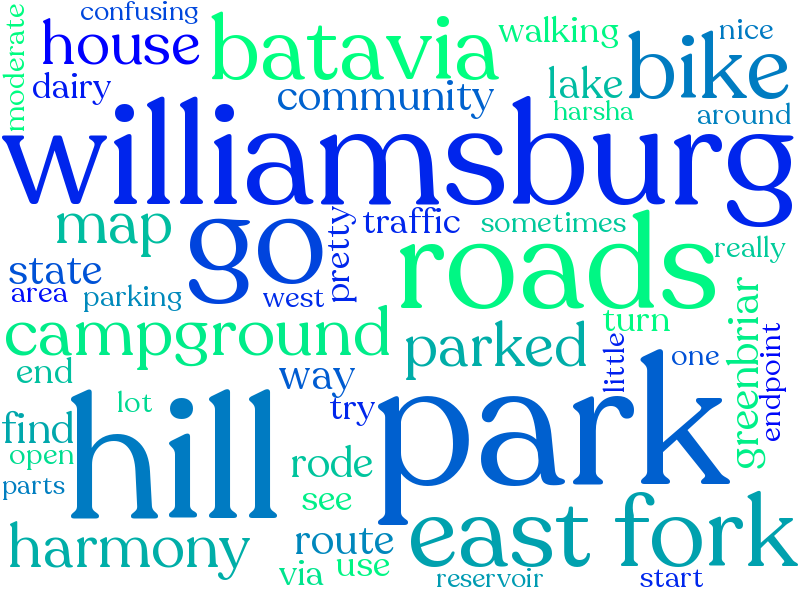 confusing
moderate
house
batavia
walking
nice
bike
dairy
community
lake
harsha
around
williamsburg
map
go
pretty
traffic
sometimes
roads
really
state
area
parking
west
campground
parked
turn
greenbriar
endpoint
end
way
little
one
lot
try
hill
park
find
open
parts
rode
see
harmony
route
east fork
via
use
reservoir
start